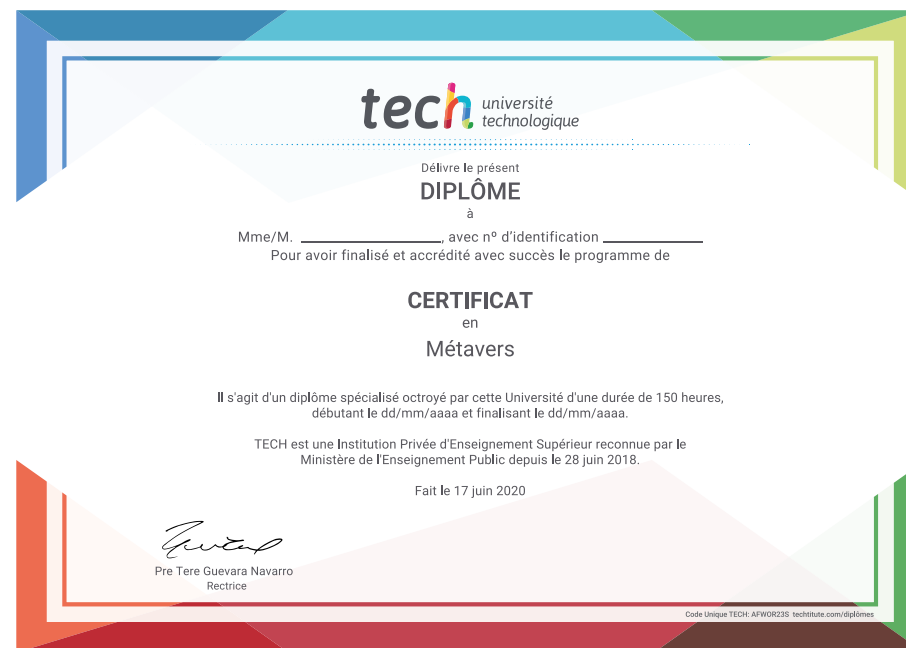 tech université
technologique
Délivre le présent
DIPLÔME
à
Mme/M. ____________________, avec nº d'identification ______________
Pour avoir finalisé et accrédité avec succès le programme de
CERTIFICAT
en
Métavers
Il s'agit d'un diplôme spécialisé octroyé par cette Université d'une durée de 150 heures,
débutant le dd/mm/aaaa et finalisant le dd/mm/aaaa.
TECH est une Institution Privée d'Enseignement Supérieur reconnue par le
Ministère de l'Enseignement Public depuis le 28 juin 2018.
Fait le 17 juin 2020
Pre Tere Guevara Navarro
Rectrice
Code Unique TECH: AFWOR23S techtitute.com/diplômes